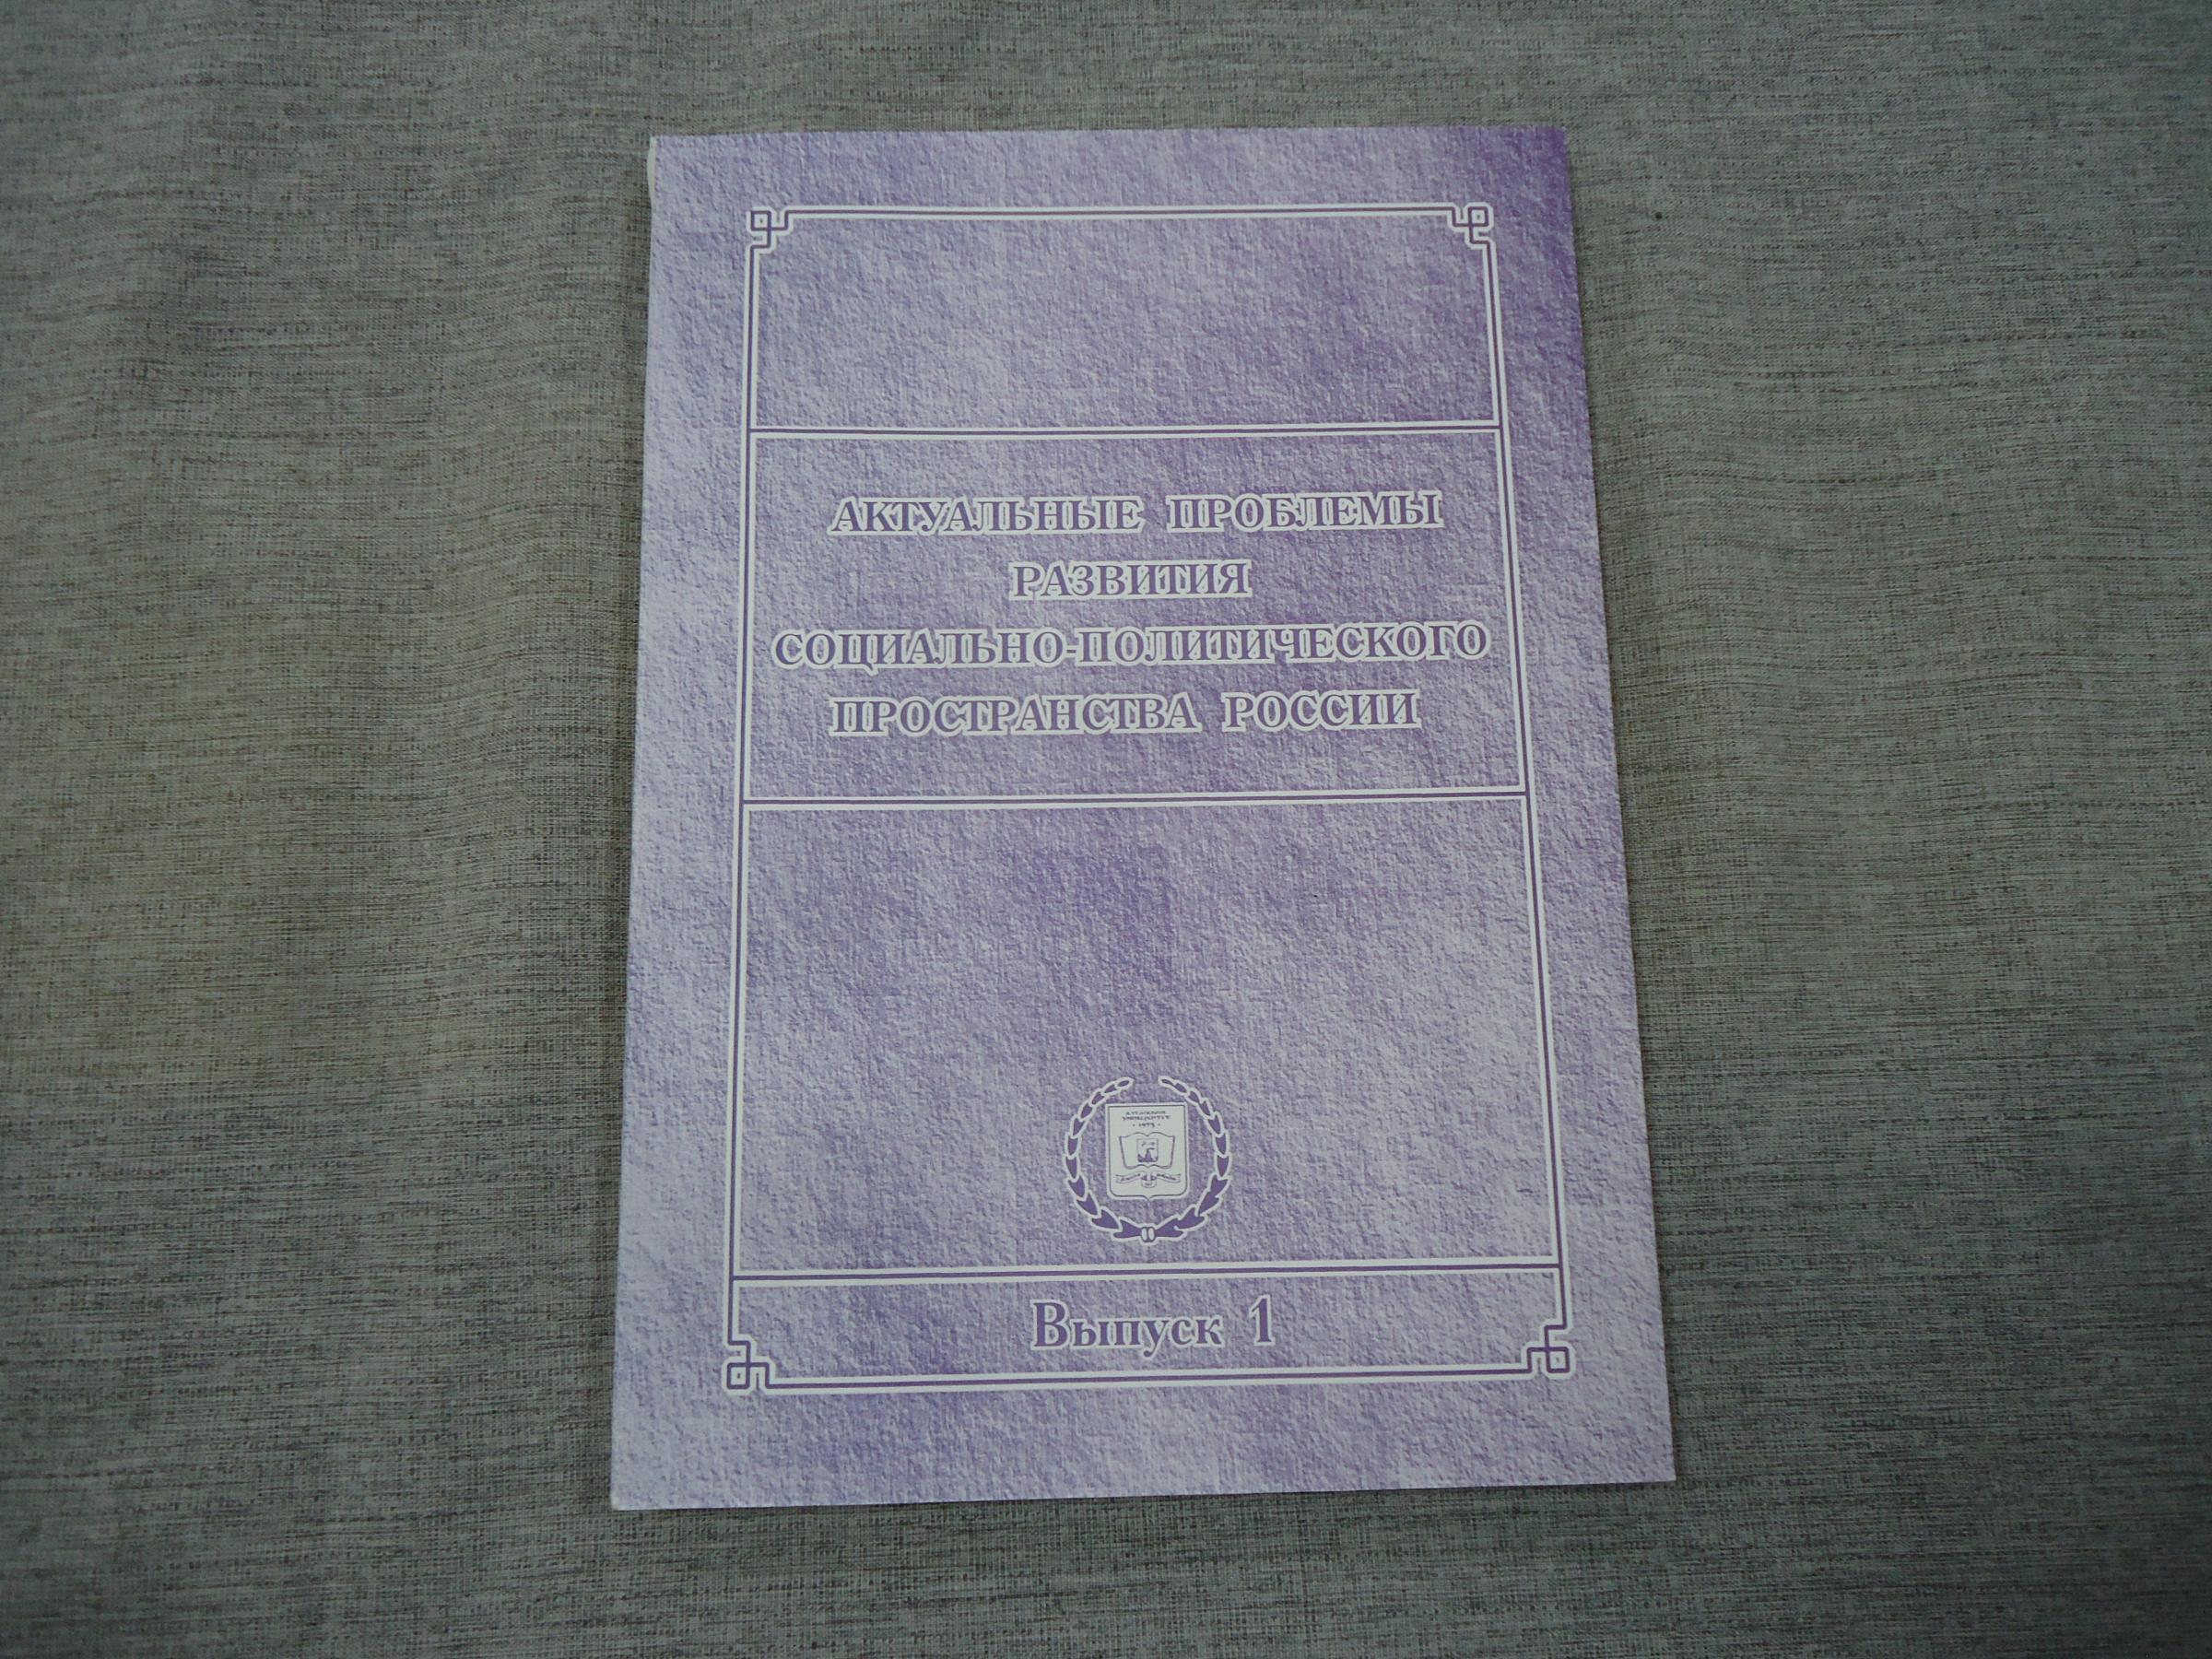 АКТУАЛЬНЫЕ ПРОБЛЕМЫ
РАЗВИТИЯ
СОЦИАЛЬНО-ПОЛИТИЧЕСКОГО
ПРОСТРАНСТВА РОССИИ
Выпуск 1